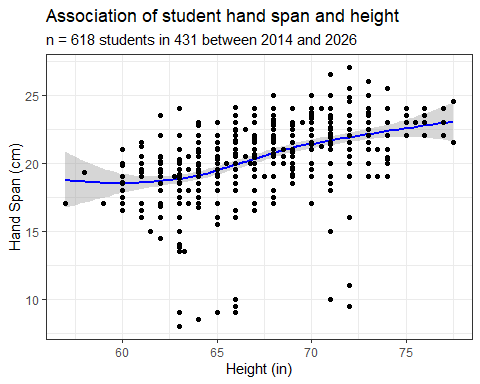 Association of student hand span and height
n = 618 students in 431 between 2014 and 2026
25
20
15
10
Hand Span (cm)
60 65 70 75
Height (in)